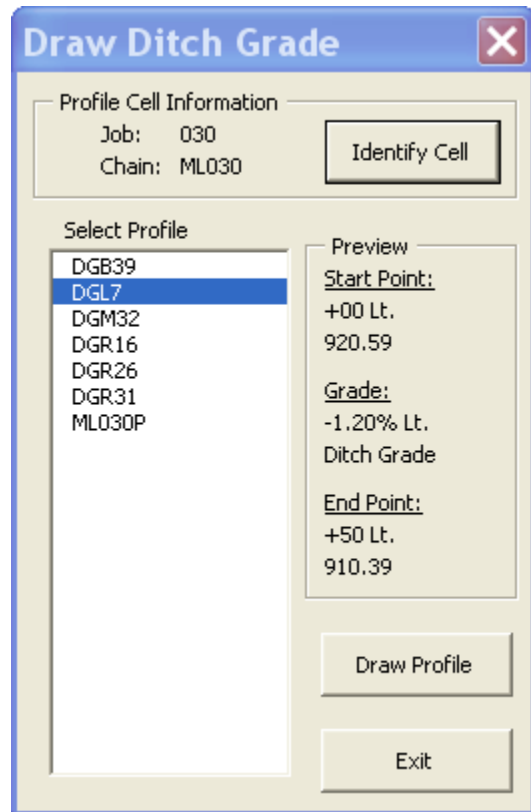 Draw Ditch Grade
Profile Cell Information
Job: 030
Chain: ML030
Identify Cell
Select Profile
DGB39
DGL7
DGM32
DGR16
DGR26
DGR31
ML030P
Preview
Start Point:
+00 Lt.
920.59
Grade:
-1.20% Lt.
Ditch Grade
End Point:
+50 Lt.
910.39
Draw Profile
Exit